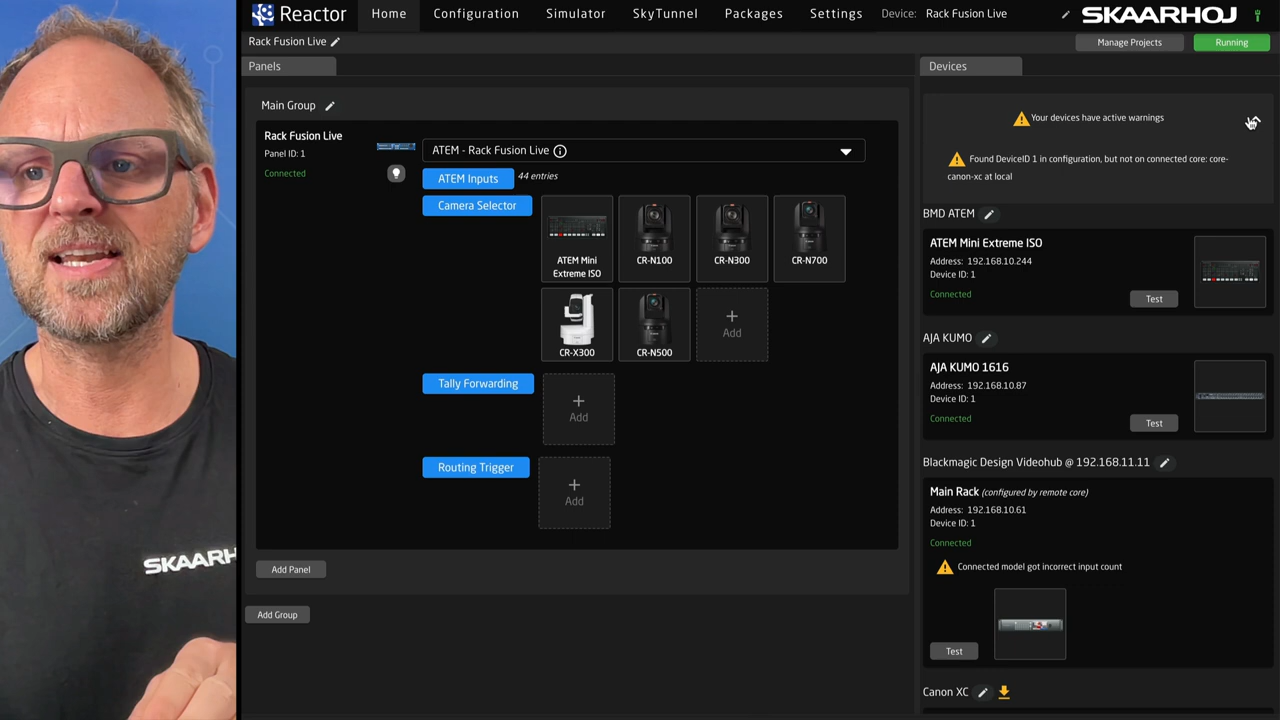 Reactor
Home
Configuration
Simulator
SkyTunnel
Packages
Settings
Device: Rack Fusion Live
SKAARHOJ
Rack Fusion Live
Manage Projects
Running
Panels
Main Group
Rack Fusion Live
Panel ID: 1
Connected
ATEM - Rack Fusion Live
ATEM Inputs
44 entries
Camera Selector
ATEM Mini
Extreme ISO
CR-N100
CR-N300
CR-N700
CR-X300
CR-N500
+
Add
Tally Forwarding
+
Add
Routing Trigger
+
Add
Add Panel
Add Group
Devices
Your devices have active warnings
Found DeviceID 1 in configuration, but not on connected core: core-
canon-xc at local
BMD ATEM
ATEM Mini Extreme ISO
Address: 192.168.10.244
Device ID: 1
Connected
Test
AJA KUMO
AJA KUMO 1616
Address: 192.168.10.87
Device ID: 1
Connected
Test
Blackmagic Design Videohub @ 192.168.11.11
Main Rack (configured by remote core)
Address: 192.168.10.61
Device ID: 1
Connected
Connected model got incorrect input count
Test
Canon XC
SKAARH